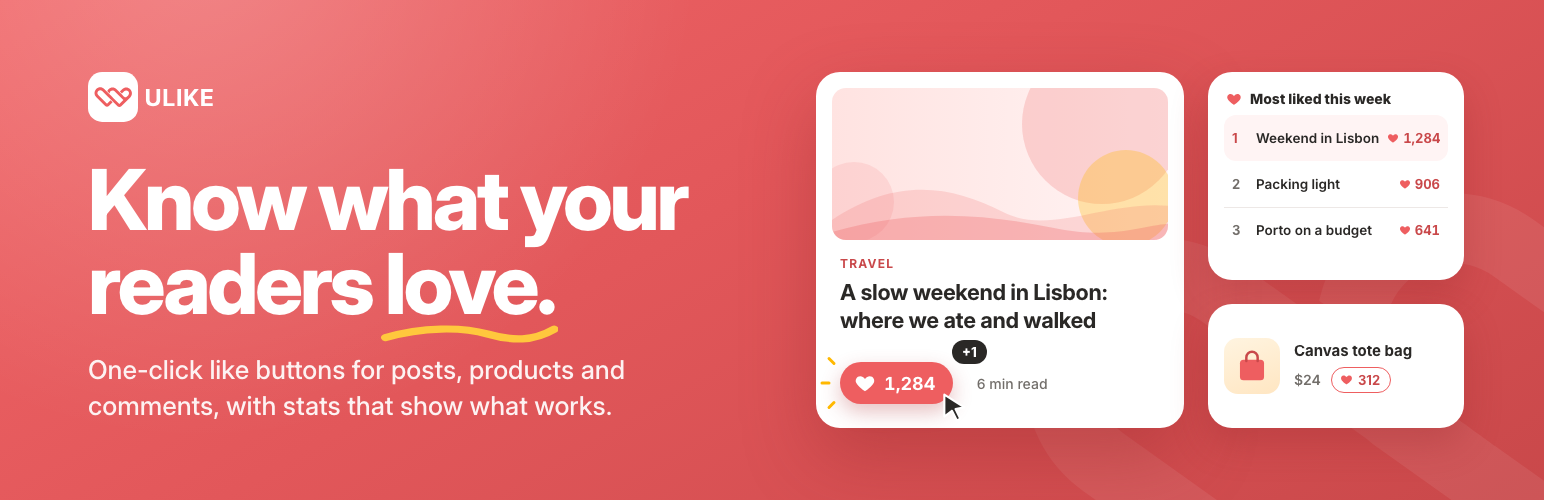 ULIKE
Know what your
readers love.
One-click like buttons for posts, products and
comments, with stats that show what works.
TRAVEL
A slow weekend in Lisbon:
where we ate and walked
+1
1,284
6 min read
Most liked this week
1 Weekend in Lisbon 1,284
2 Packing light 906
3 Porto on a budget 641
Canvas tote bag
$24 312